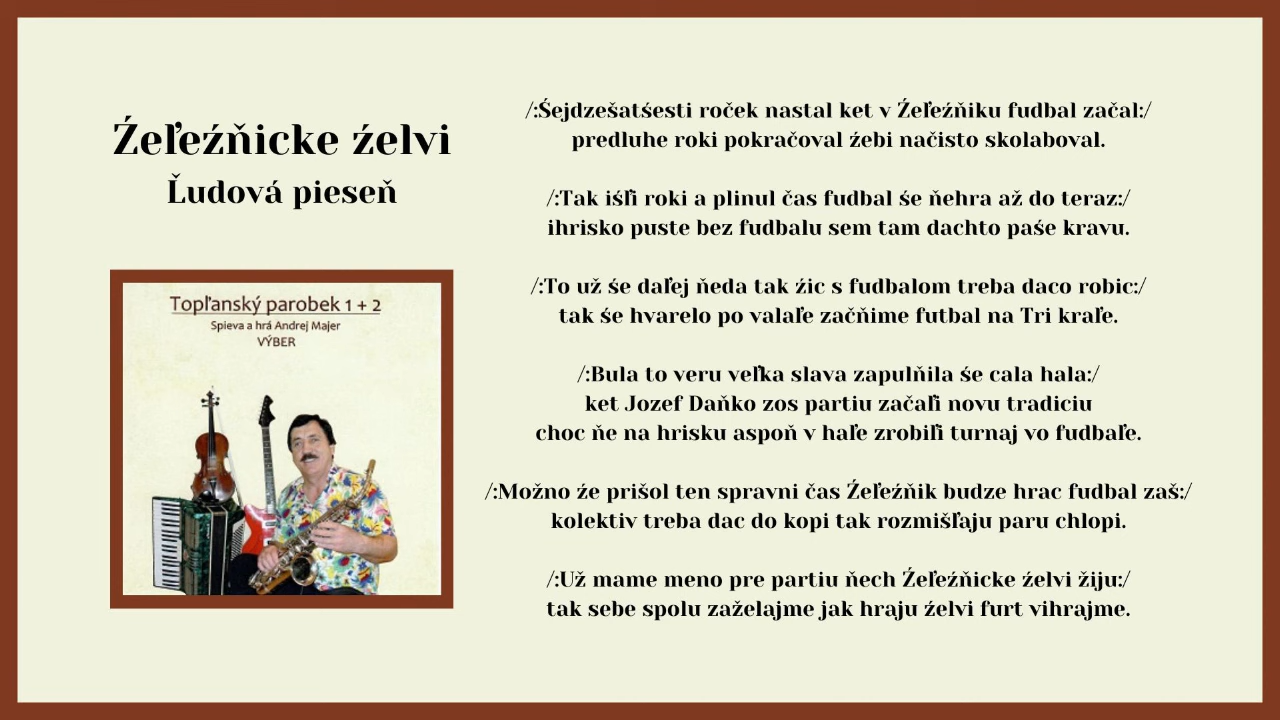 Źeľeźňicke źelvi
Ľudová pieseň
Topľanský parobek 1 + 2
Spieva a hrá Andrej Majer
VÝBER
/:Śejdzešatśesti roček nastal ket v Źeľeźňiku fudbal začal:/
predluhe roki pokračoval źebi načisto skolaboval.
/:Tak iśľi roki a plinul čas fudbal śe ňehra až do teraz:/
ihrisko puste bez fudbalu sem tam dachto paśe kravu.
/:To už śe daľej ňeda tak źic s fudbalom treba daco robic:/
tak śe hvarelo po valaľe začňime futbal na Tri kraľe.
/:Bula to veru veľka slava zapulňila śe cala hala:/
ket Jozef Daňko zos partiu začaľi novu tradiciu
choc ňe na hrisku aspoň v haľe zrobiľi turnaj vo fudbaľe.
/:Možno źe prišol ten spravni čas Źeľeźňik budze hrac fudbal zaš:/
kolektiv treba dac do kopi tak rozmišľaju paru chlopi.
/:Už mame meno pre partiu ňech Źeľeźňicke źelvi žiju:/
tak sebe spolu zaželajme jak hraju źelvi furt vihrajme.